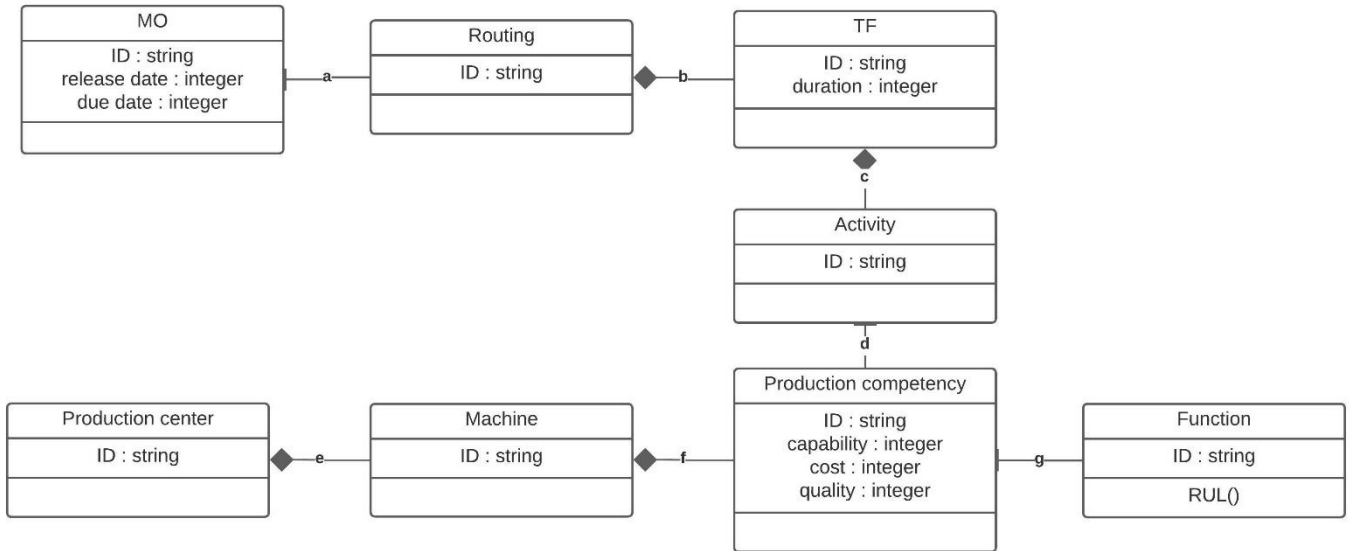 MO
ID : string
release date : integer
due date : integer
a
Routing
ID : string
b
TF
ID : string
duration : integer
c
Activity
ID : string
d
Production center
ID : string
e
Machine
ID : string
f
Production competency
ID : string
capability : integer
cost : integer
quality : integer
g
Function
ID : string
RUL()